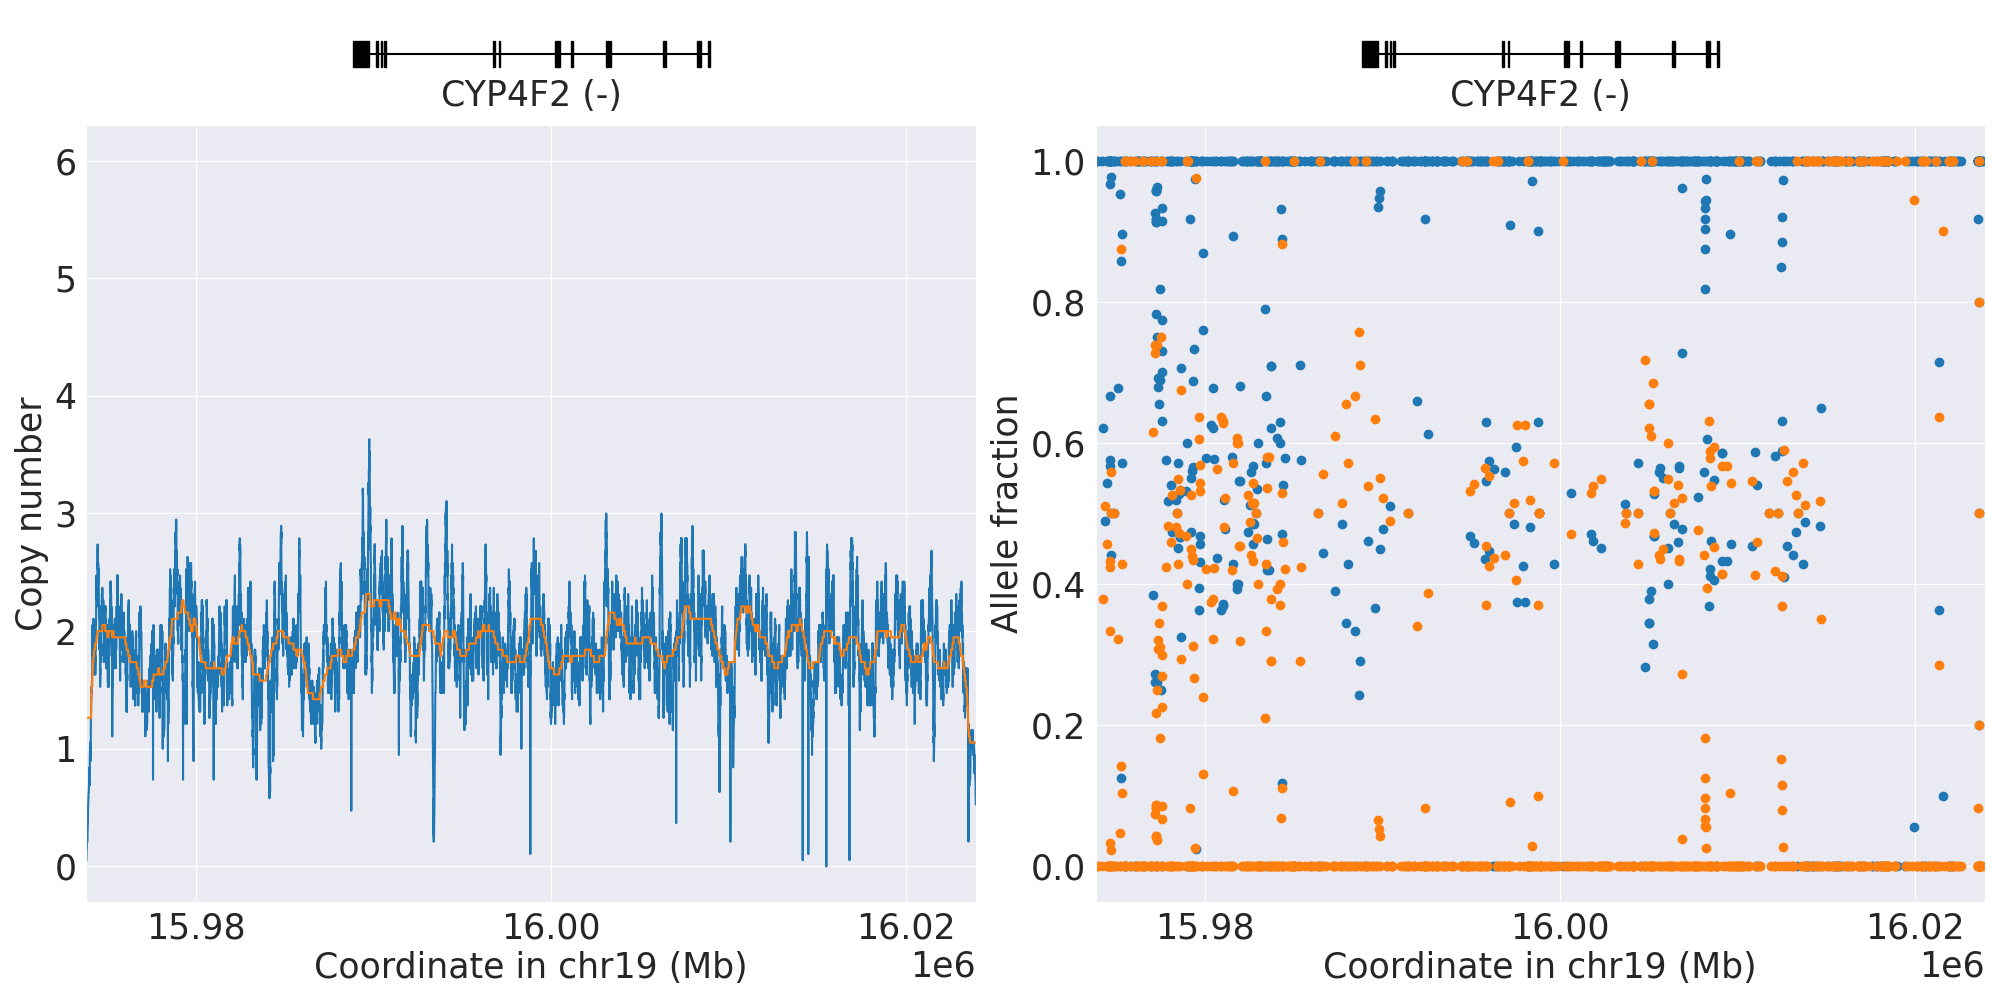 CYP4F2 (-)
6
5
4
3
2
1
0
Copy number
15.98
16.00
16.02
Coordinate in chr19 (Mb)
1e6
CYP4F2 (-)
1.0
0.8
0.6
0.4
0.2
0.0
Allele fraction
15.98
16.00
16.02
Coordinate in chr19 (Mb)
1e6